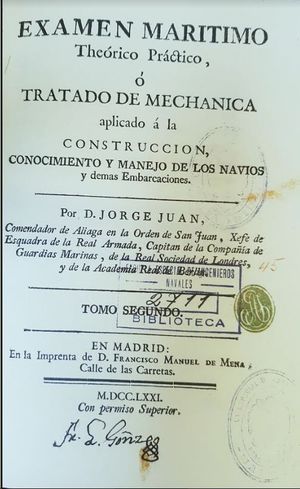 EXAMEN MARITIMO
Theórico Práctico,
ó
TRATADO DE MECHANICA
aplicado á la
CONSTRUCCION,
CONOCIMIENTO Y MANEJO DE LOS NAVIOS
y demas Embarcaciones.
Por D. JORGE JUAN,
Comendador de Aliaga en la Orden de San Juan, Xefe de
Esquadra de la Real Armada, Capitan de la Compañía de
Guardias Marinas, de la Real Sociedad de Londres,
y de la Academia Real de Berlin.
INGENIEROS
NAVALES
2711
BIBLIOTECA
TOMO SEGUNDO.
EN MADRID:
En la Imprenta de D. FRANCISCO MANUEL DE MENA,
Calle de las Carretas.
M.DCC.LXXI.
Con permiso Superior.